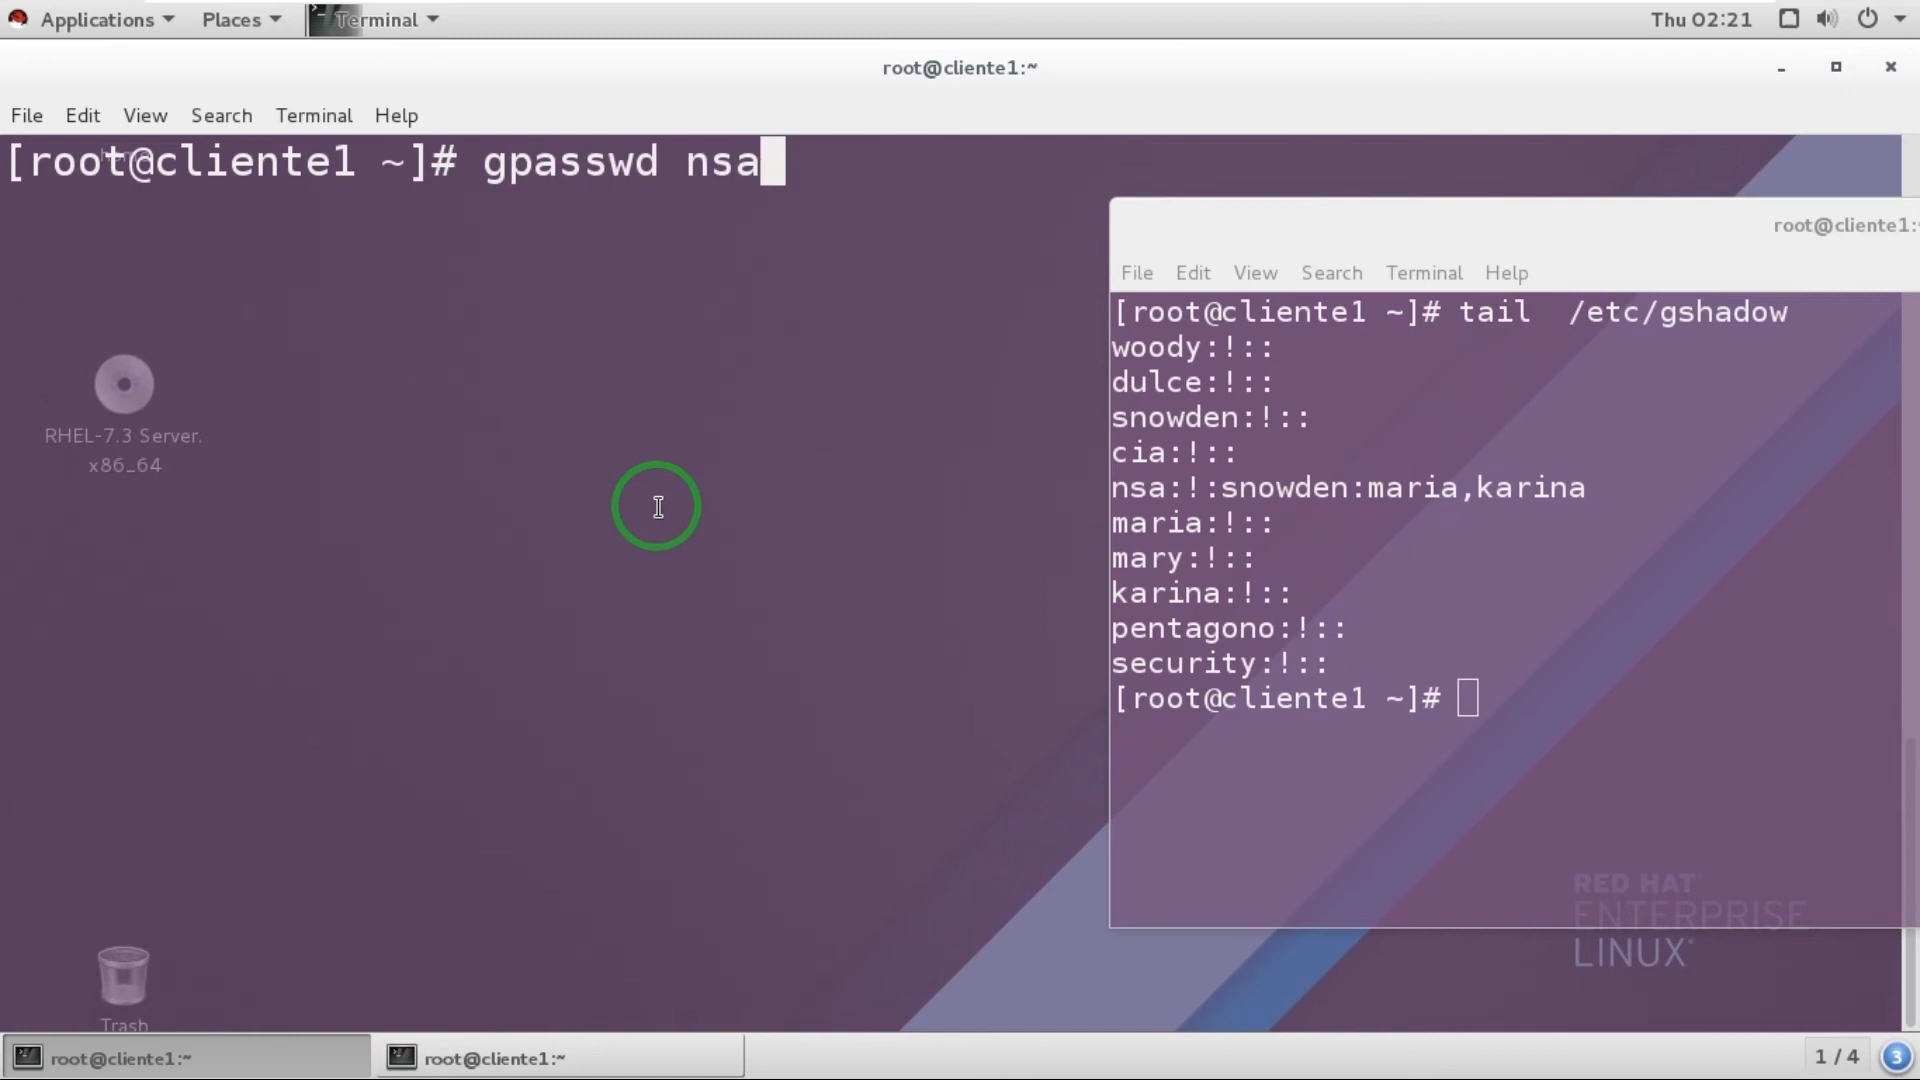 Applications Places Terminal Thu 02:21
root@cliente1:~
File Edit View Search Terminal Help
[root@cliente1 ~]# gpasswd nsa
home
RHEL-7.3 Server.
x86_64
Trash
root@cliente1:~
File Edit View Search Terminal Help
[root@cliente1 ~]# tail  /etc/gshadow
woody:!::
dulce:!::
snowden:!::
cia:!::
nsa:!:snowden:maria,karina
maria:!::
mary:!::
karina:!::
pentagono:!::
security:!::
[root@cliente1 ~]#
RED HAT
ENTERPRISE
LINUX
root@cliente1:~ root@cliente1:~ 1 / 4 3